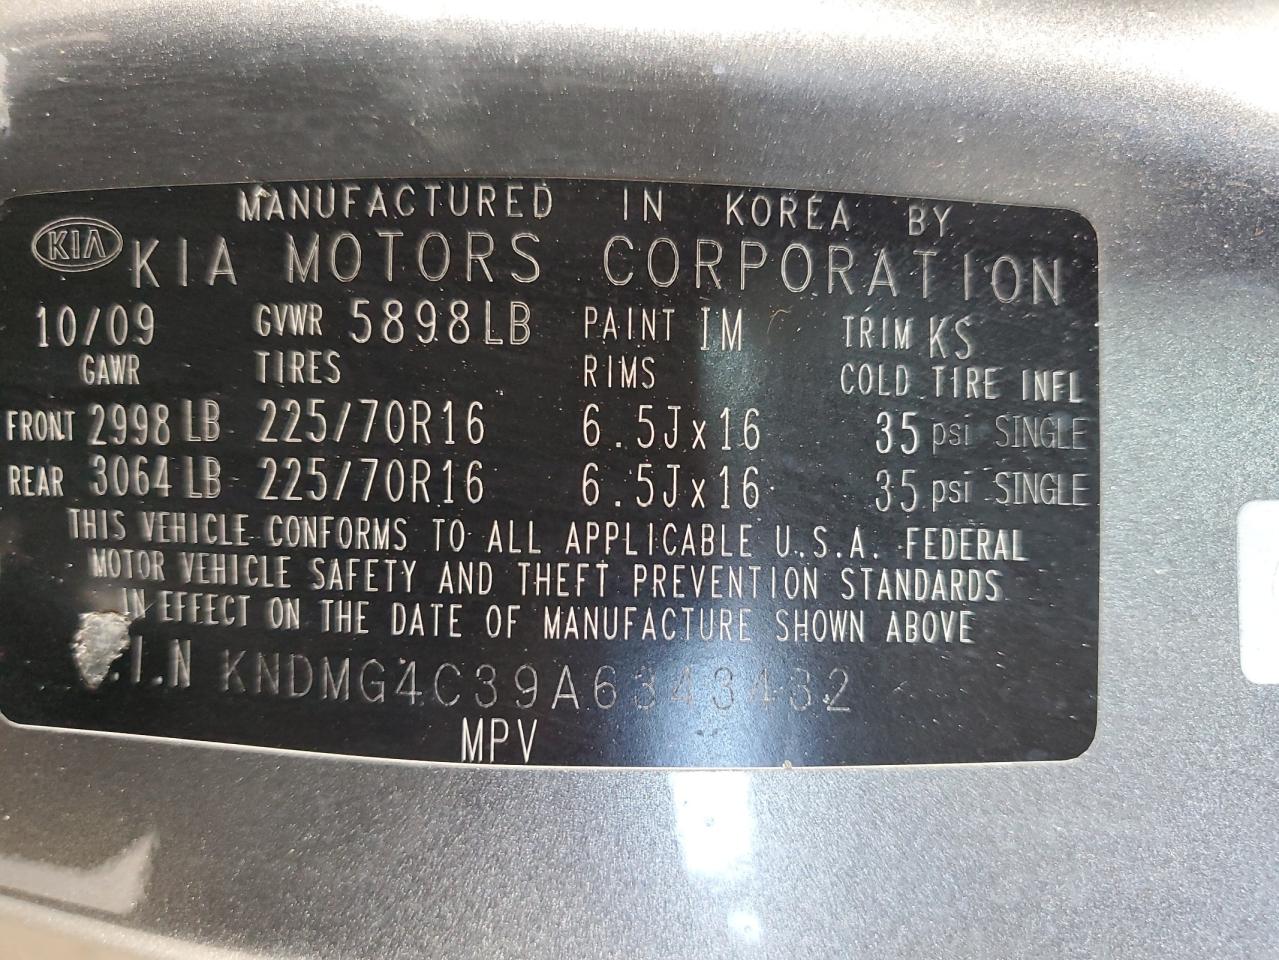 MANUFACTURED IN KOREA BY
KIA KIA MOTORS CORPORATION
10/09 GVWR 5898LB PAINT IM TRIM KS
GAWR TIRES RIMS COLD TIRE INFL
FRONT 2998 LB 225/70R16 6.5Jx16 35 psi SINGLE
REAR 3064 LB 225/70R16 6.5Jx16 35 psi SINGLE
THIS VEHICLE CONFORMS TO ALL APPLICABLE U.S.A. FEDERAL
MOTOR VEHICLE SAFETY AND THEFT PREVENTION STANDARDS
IN EFFECT ON THE DATE OF MANUFACTURE SHOWN ABOVE
.I.N KNDMG4C39A6343432
MPV